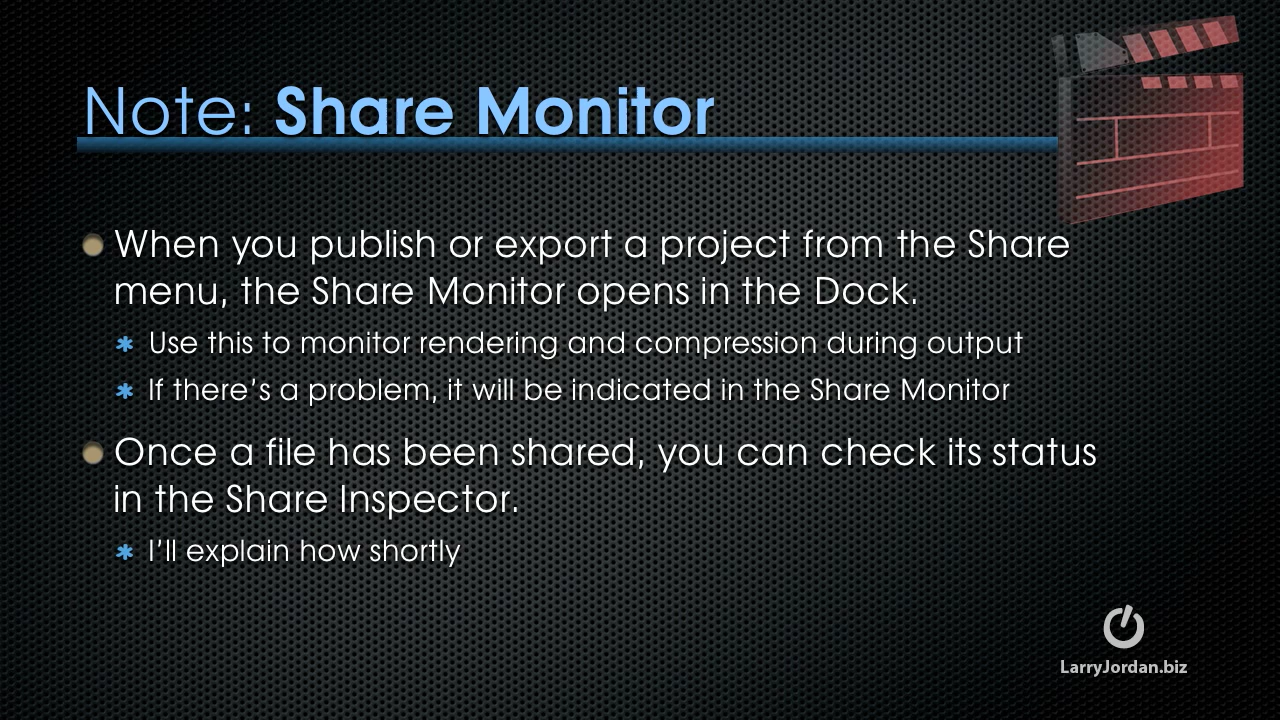 Note: Share Monitor
When you publish or export a project from the Share
menu, the Share Monitor opens in the Dock.
Use this to monitor rendering and compression during output
If there’s a problem, it will be indicated in the Share Monitor
Once a file has been shared, you can check its status
in the Share Inspector.
I’ll explain how shortly
LarryJordan.biz